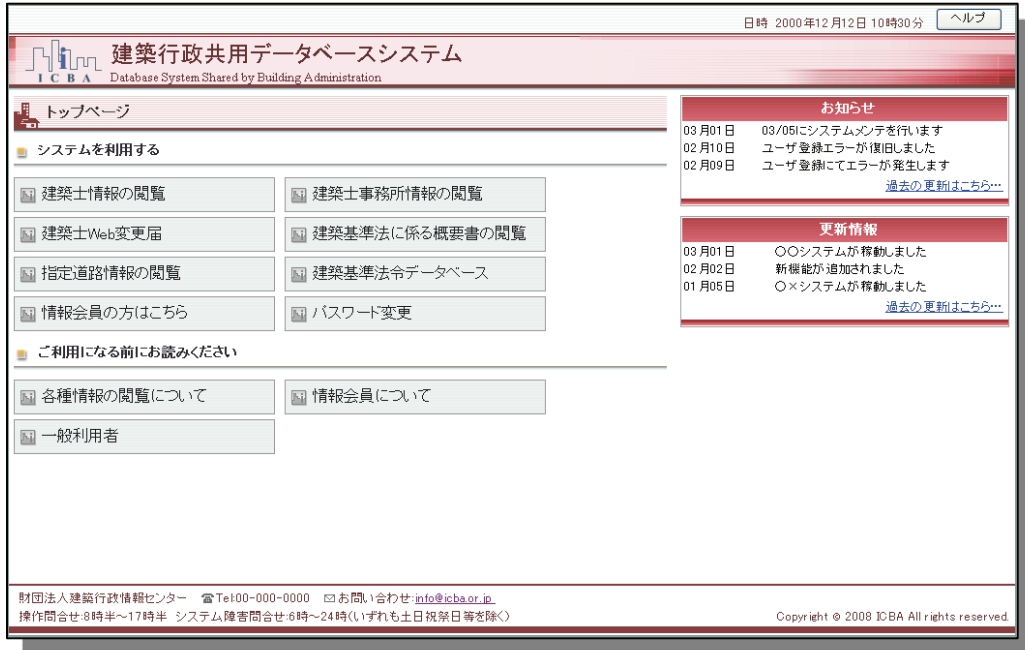 日時 2000年12月12日 10時30分 ヘルプ
ICBA 建築行政共用データベースシステム
Database System Shared by Building Administration
トップページ
システムを利用する
建築士情報の閲覧 建築士事務所情報の閲覧
建築士Web変更届 建築基準法に係る概要書の閲覧
指定道路情報の閲覧 建築基準法令データベース
情報会員の方はこちら パスワード変更
ご利用になる前にお読みください
各種情報の閲覧について 情報会員について
一般利用者
お知らせ
03月01日 03/05にシステムメンテを行います
02月10日 ユーザ登録エラーが復旧しました
02月09日 ユーザ登録にてエラーが発生します
過去の更新はこちら…
更新情報
03月01日 〇〇システムが稼動しました
02月02日 新機能が追加されました
01月05日 〇×システムが稼動しました
過去の更新はこちら…
財団法人建築行政情報センター ☎Tel:00-000-0000 ✉お問い合わせ:info@icba.or.jp
操作問合せ:8時半～17時半 システム障害問合せ:6時～24時(いずれも土日祝祭日等を除く)
Copyright © 2008 ICBA All rights reserved.